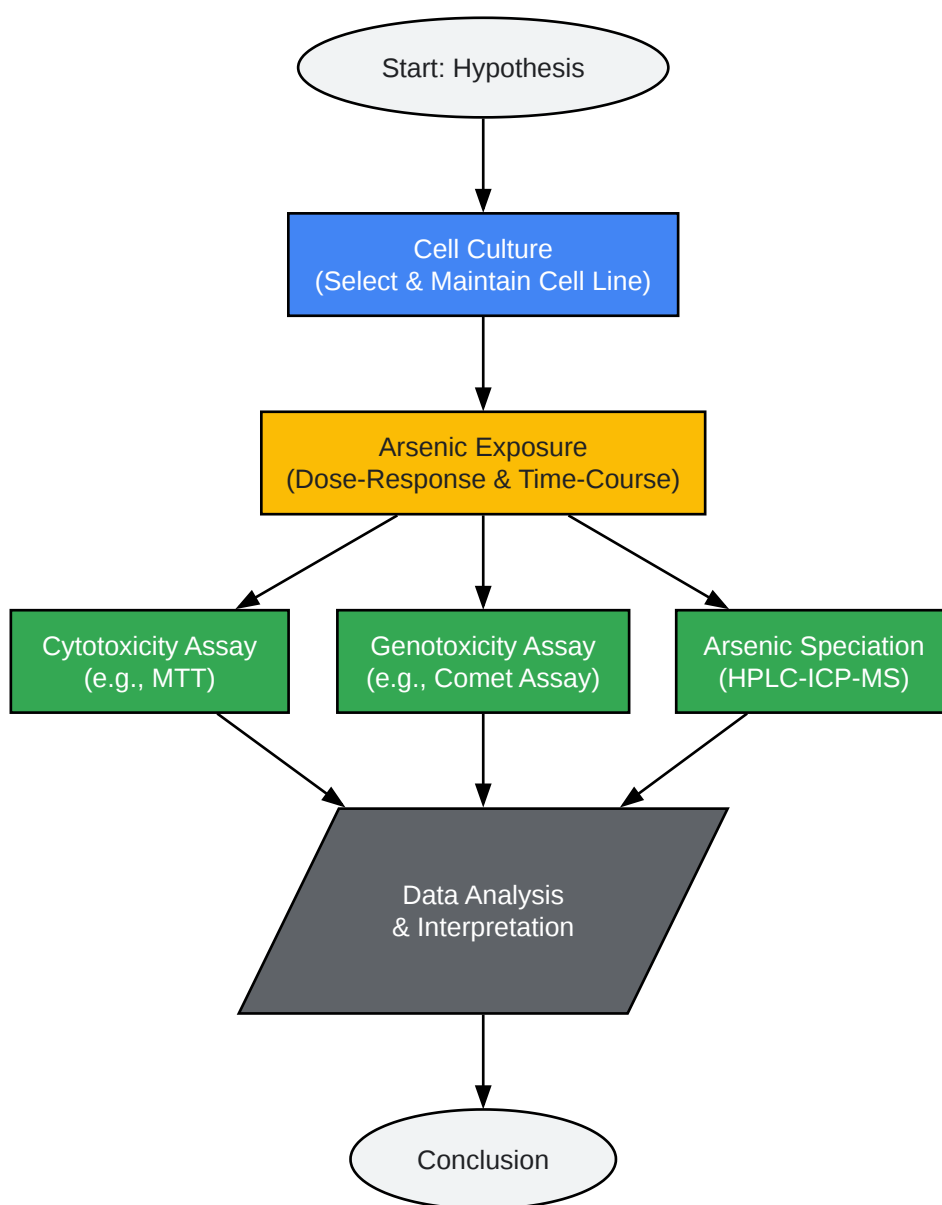 Start: Hypothesis
Cell Culture
(Select & Maintain Cell Line)
Arsenic Exposure
(Dose-Response & Time-Course)
Cytotoxicity Assay
(e.g., MTT)
Genotoxicity Assay
(e.g., Comet Assay)
Arsenic Speciation
(HPLC-ICP-MS)
Data Analysis
& Interpretation
Conclusion